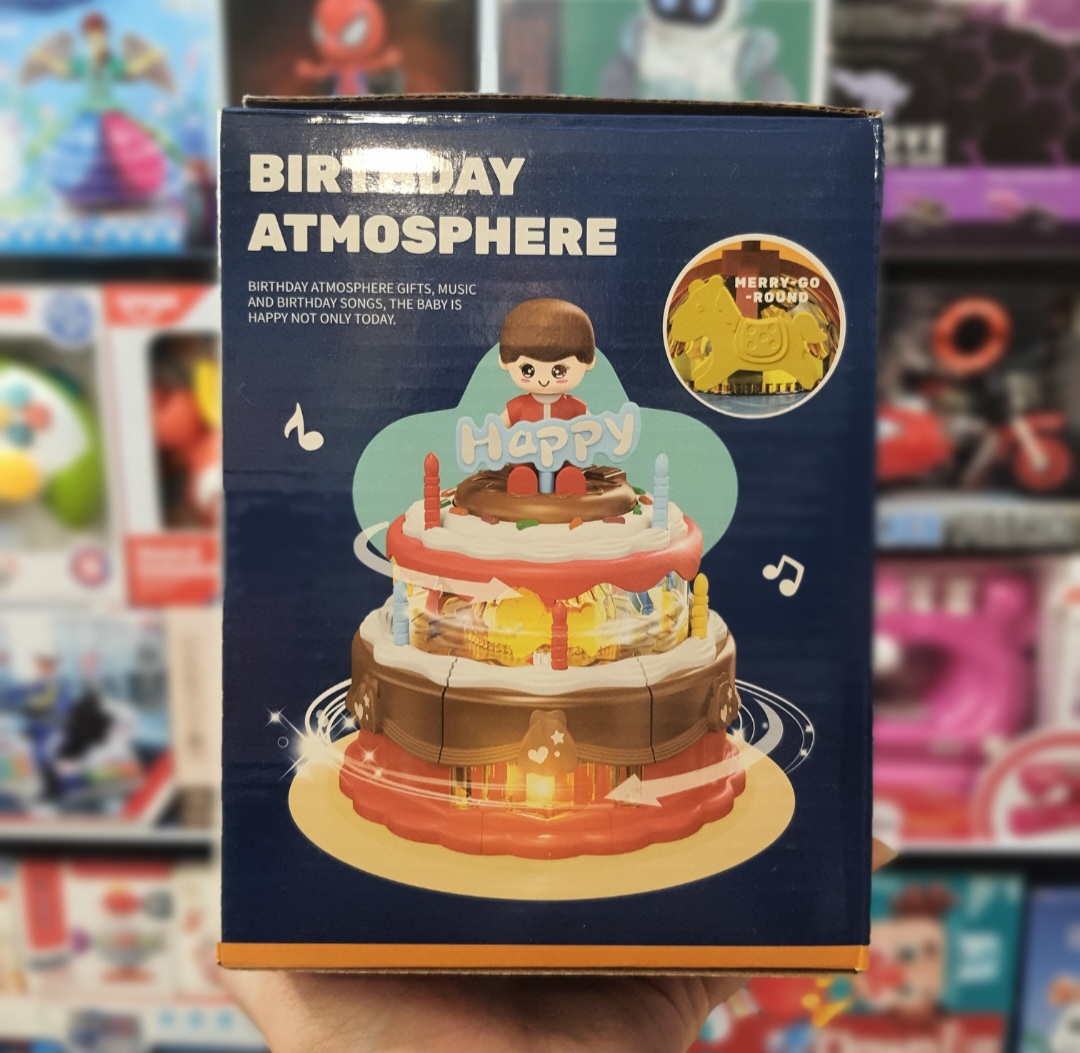 BIRTHDAY
ATMOSPHERE
BIRTHDAY ATMOSPHERE GIFTS, MUSIC
AND BIRTHDAY SONGS, THE BABY IS
HAPPY NOT ONLY TODAY.
MERRY-GO
-ROUND
Happy